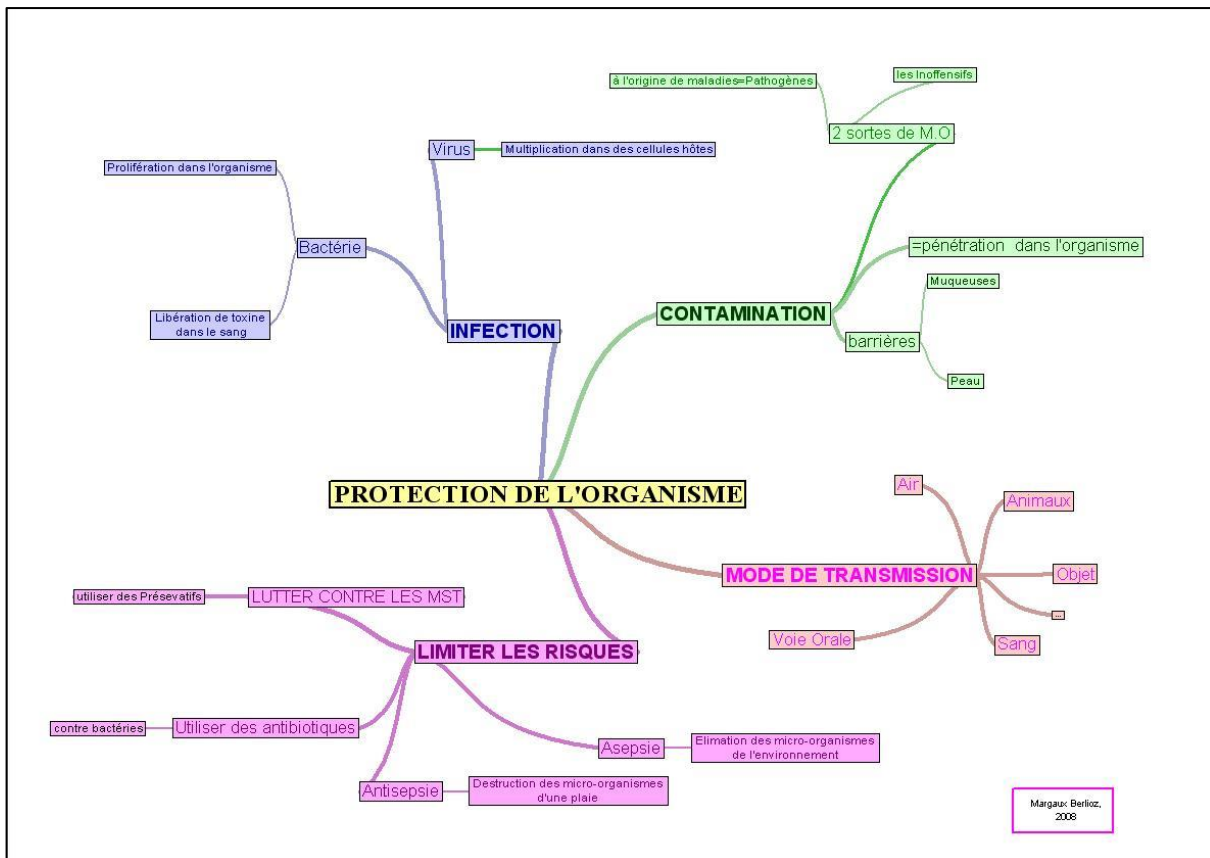 PROTECTION DE L'ORGANISME
INFECTION
Virus
Multiplication dans des cellules hôtes
Bactérie
Prolifération dans l'organisme
Libération de toxine
dans le sang
CONTAMINATION
2 sortes de M.O
à l'origine de maladies=Pathogènes
les Inoffensifs
=pénétration dans l'organisme
barrières
Muqueuses
Peau
MODE DE TRANSMISSION
Air
Animaux
Objet
...
Sang
Voie Orale
LIMITER LES RISQUES
LUTTER CONTRE LES MST
utiliser des Présevatifs
Utiliser des antibiotiques
contre bactéries
Antisepsie
Destruction des micro-organismes
d'une plaie
Asepsie
Elimation des micro-organismes
de l'environnement
Margaux Berlioz,
2008